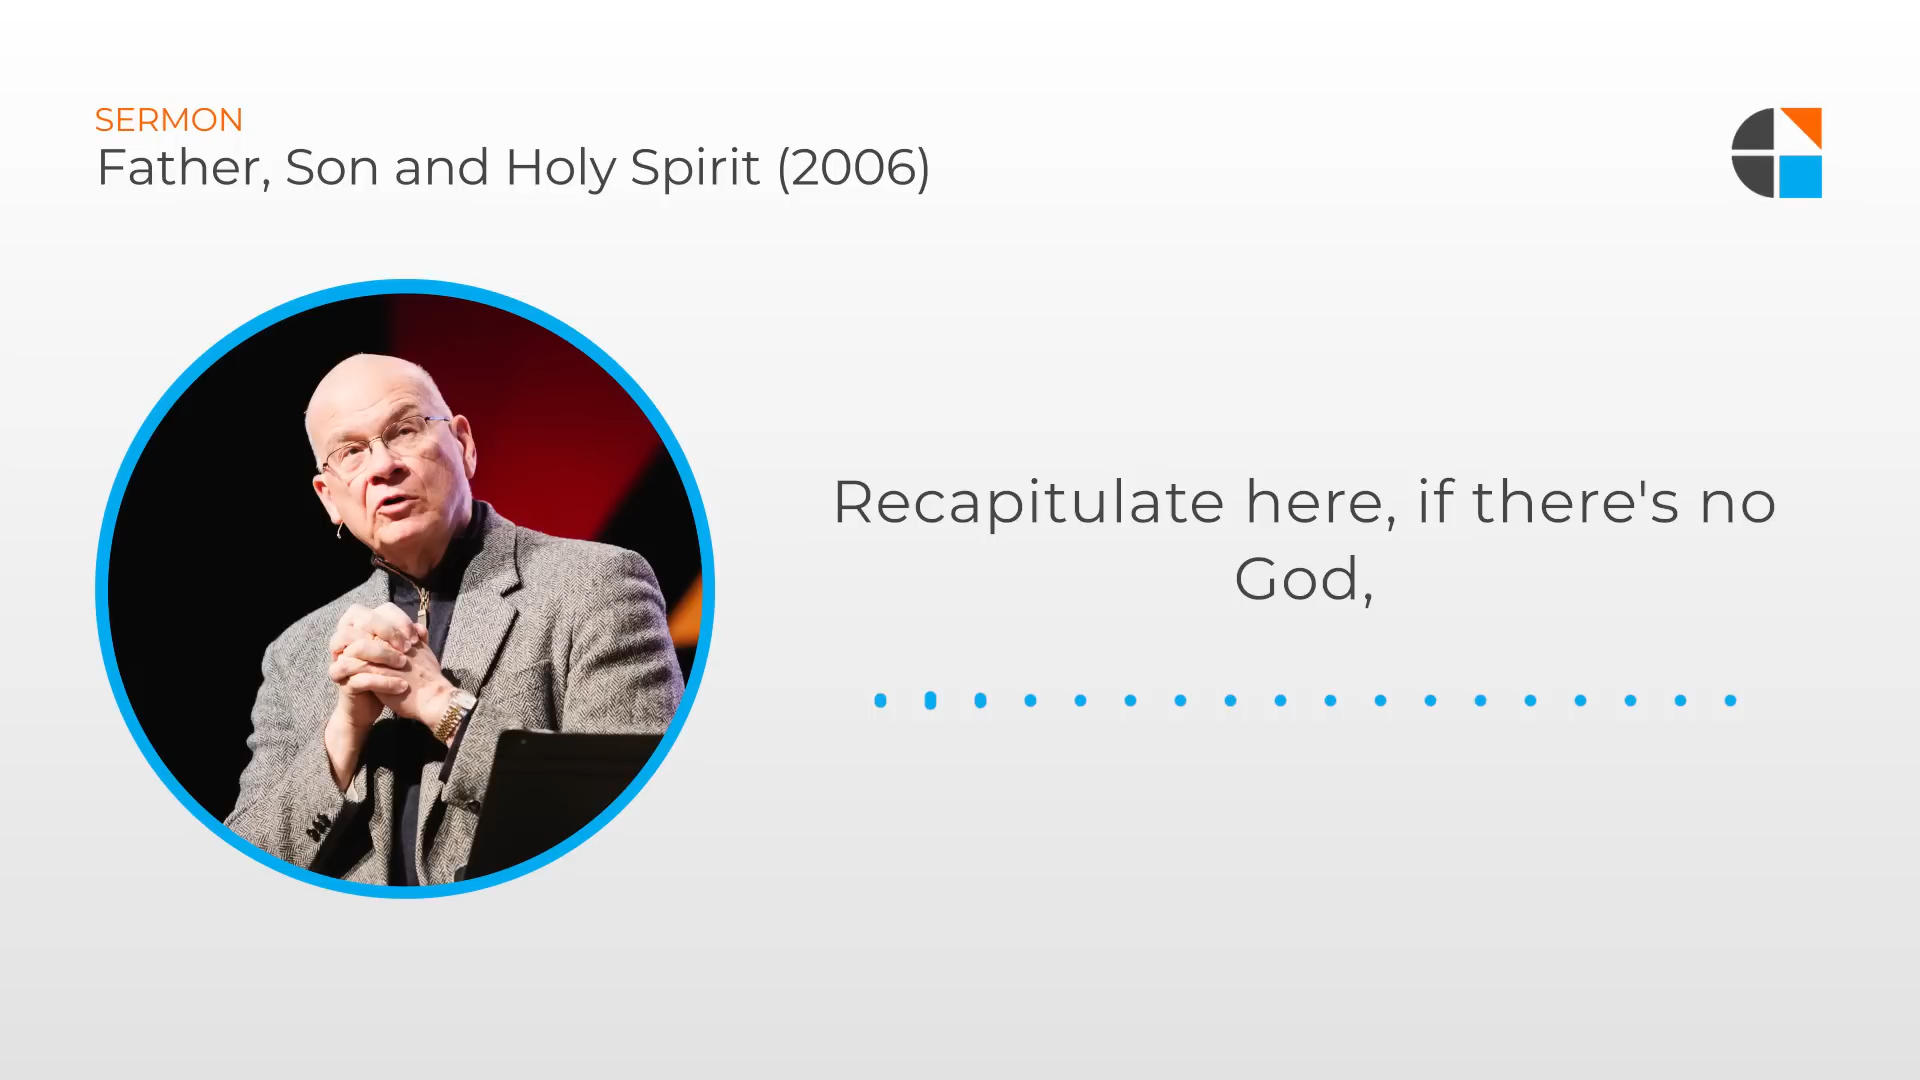 SERMON
Father, Son and Holy Spirit (2006)
Recapitulate here, if there's no
God,